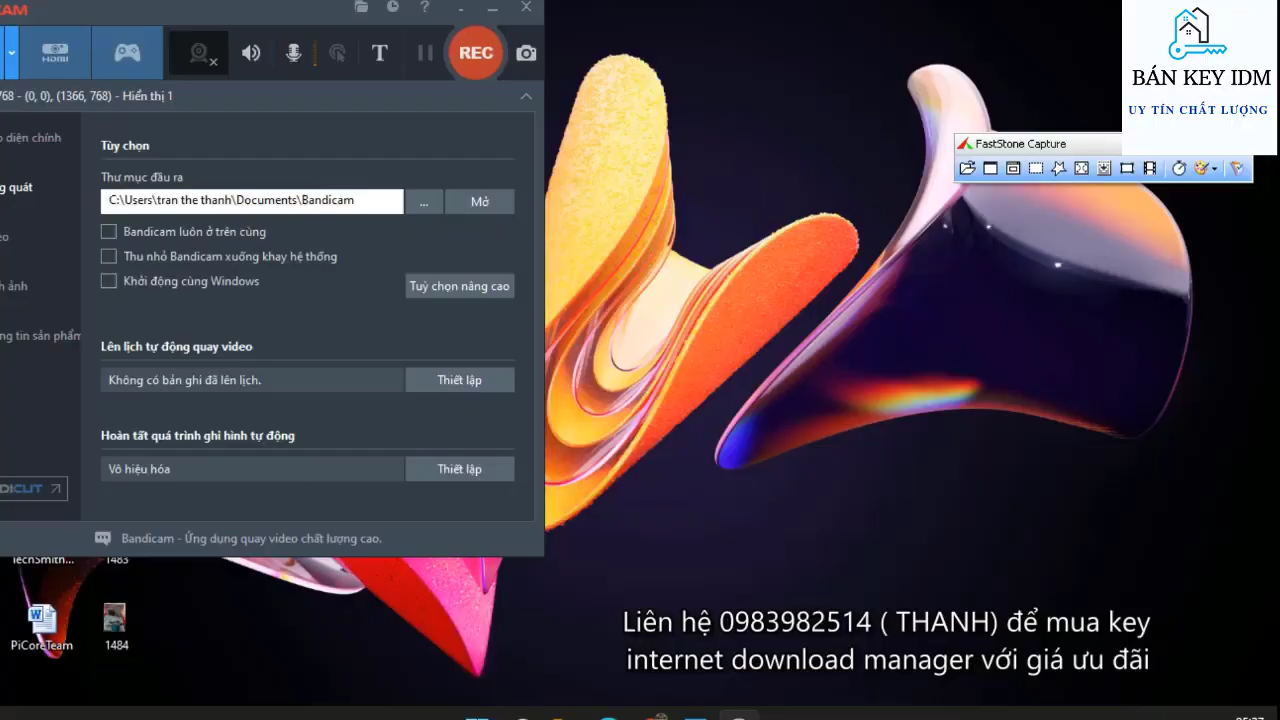 CAM
HDMI
T
REC
?
768 - (0, 0), (1366, 768) - Hiển thị 1
o diện chính
g quát
eo
h ảnh
ng tin sản phẩm
DICUT
Tùy chọn
Thư mục đầu ra
C:\Users\tran the thanh\Documents\Bandicam
...
Mở
Bandicam luôn ở trên cùng
Thu nhỏ Bandicam xuống khay hệ thống
Khởi động cùng Windows
Tuỳ chọn nâng cao
Lên lịch tự động quay video
Không có bản ghi đã lên lịch.
Thiết lập
Hoàn tất quá trình ghi hình tự động
Vô hiệu hóa
Thiết lập
Bandicam - Ứng dụng quay video chất lượng cao.
BÁN KEY IDM
UY TÍN CHẤT LƯỢNG
FastStone Capture
TechSmith...
1483
PiCoreTeam
1484
Liên hệ 0983982514 ( THANH) để mua key
internet download manager với giá ưu đãi